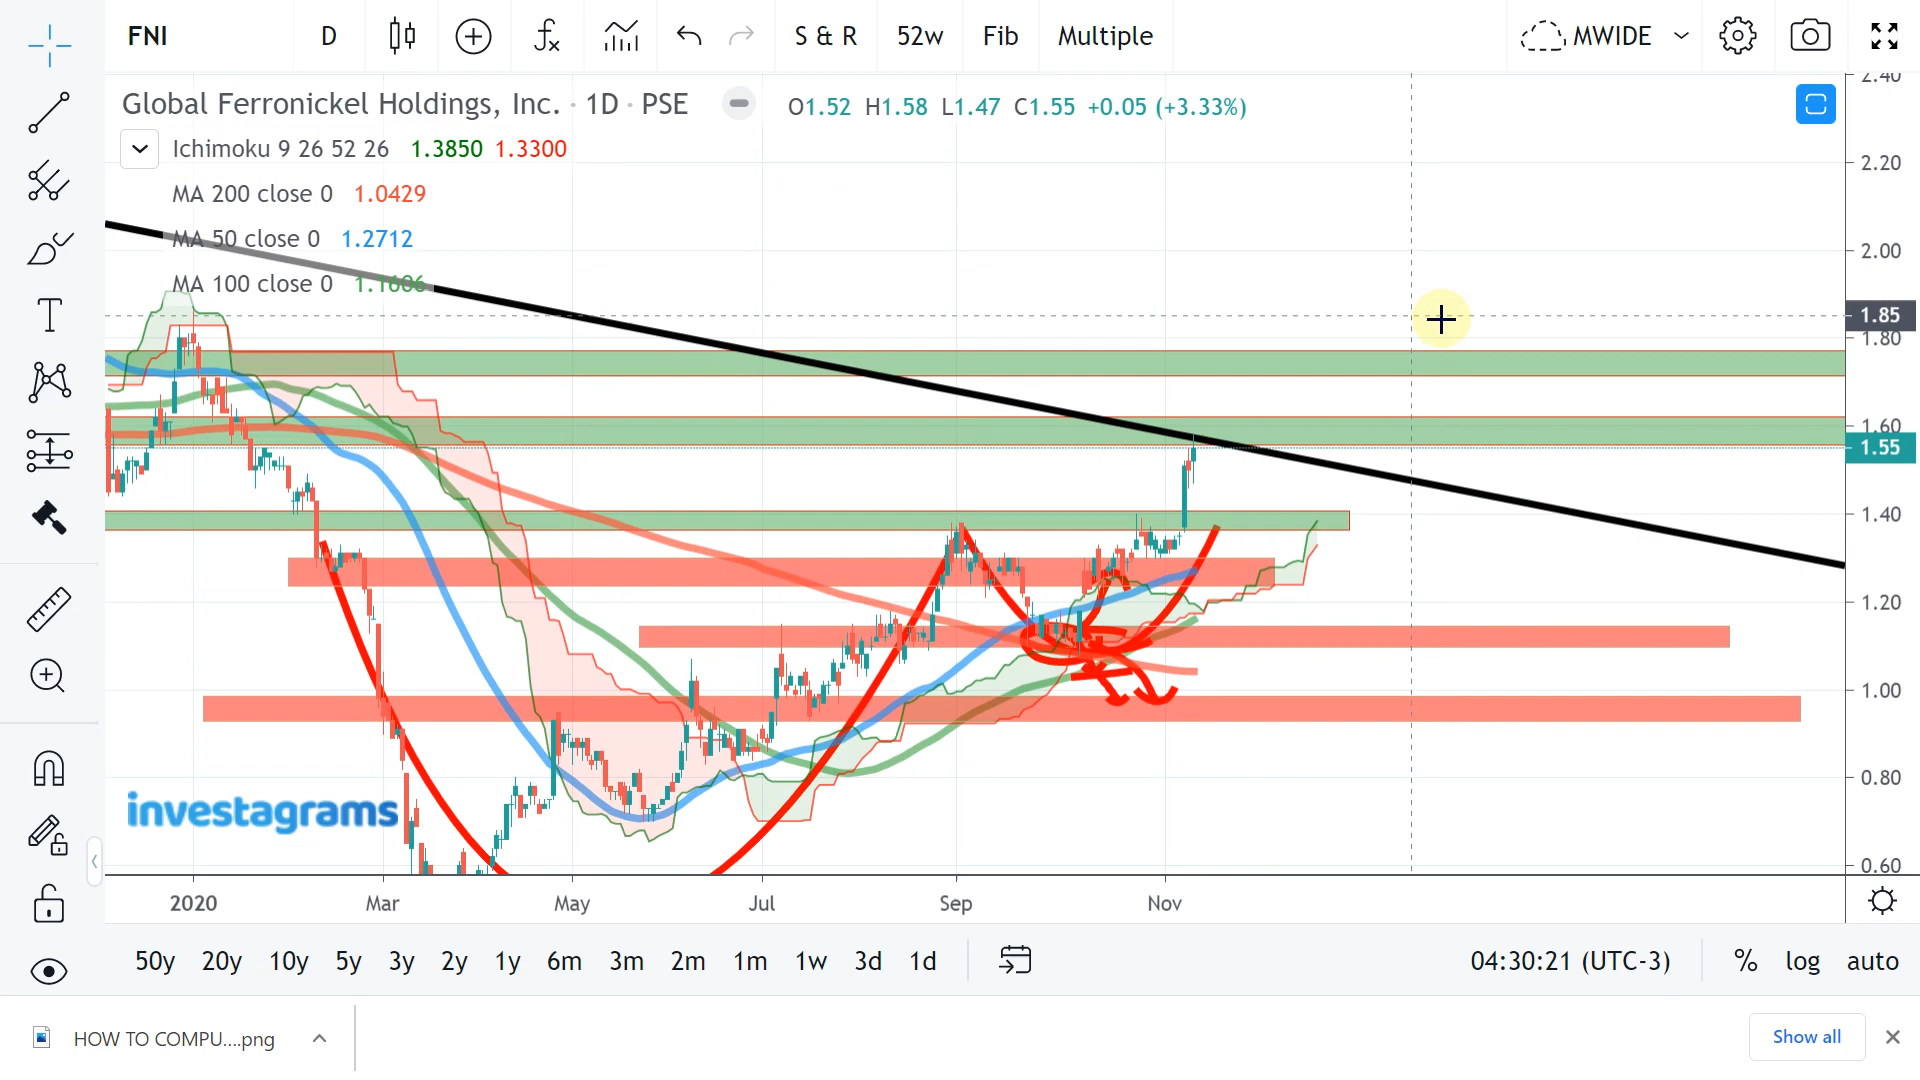 FNI D S & R 52w Fib Multiple MWIDE
Global Ferronickel Holdings, Inc. · 1D · PSE O1.52 H1.58 L1.47 C1.55 +0.05 (+3.33%)
Ichimoku 9 26 52 26 1.3850 1.3300
MA 200 close 0 1.0429
MA 50 close 0 1.2712
MA 100 close 0 1.1606
2.40
2.20
2.00
1.85
1.80
1.60
1.55
1.40
1.20
1.00
0.80
0.60
investagrams
2020 Mar May Jul Sep Nov
50y 20y 10y 5y 3y 2y 1y 6m 3m 2m 1m 1w 3d 1d 04:30:21 (UTC-3) % log auto
HOW TO COMPU....png Show all